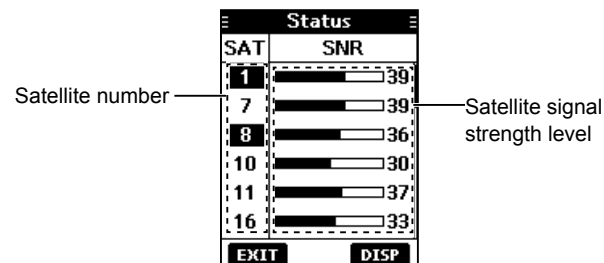 Status
SAT SNR
1 39
7 39
8 36
10 30
11 37
16 33
EXIT DISP
Satellite number
Satellite signal
strength level